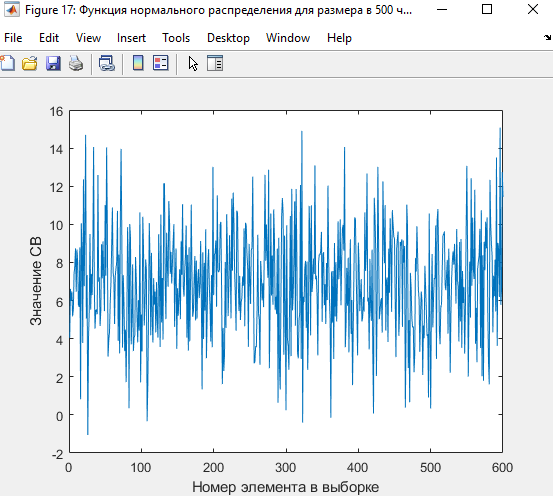 Figure 17: Функция нормального распределения для размера в 500 ч...
File Edit View Insert Tools Desktop Window Help
16
14
12
10
8
6
4
2
0
-2
0 100 200 300 400 500 600
Значение СВ
Номер элемента в выборке